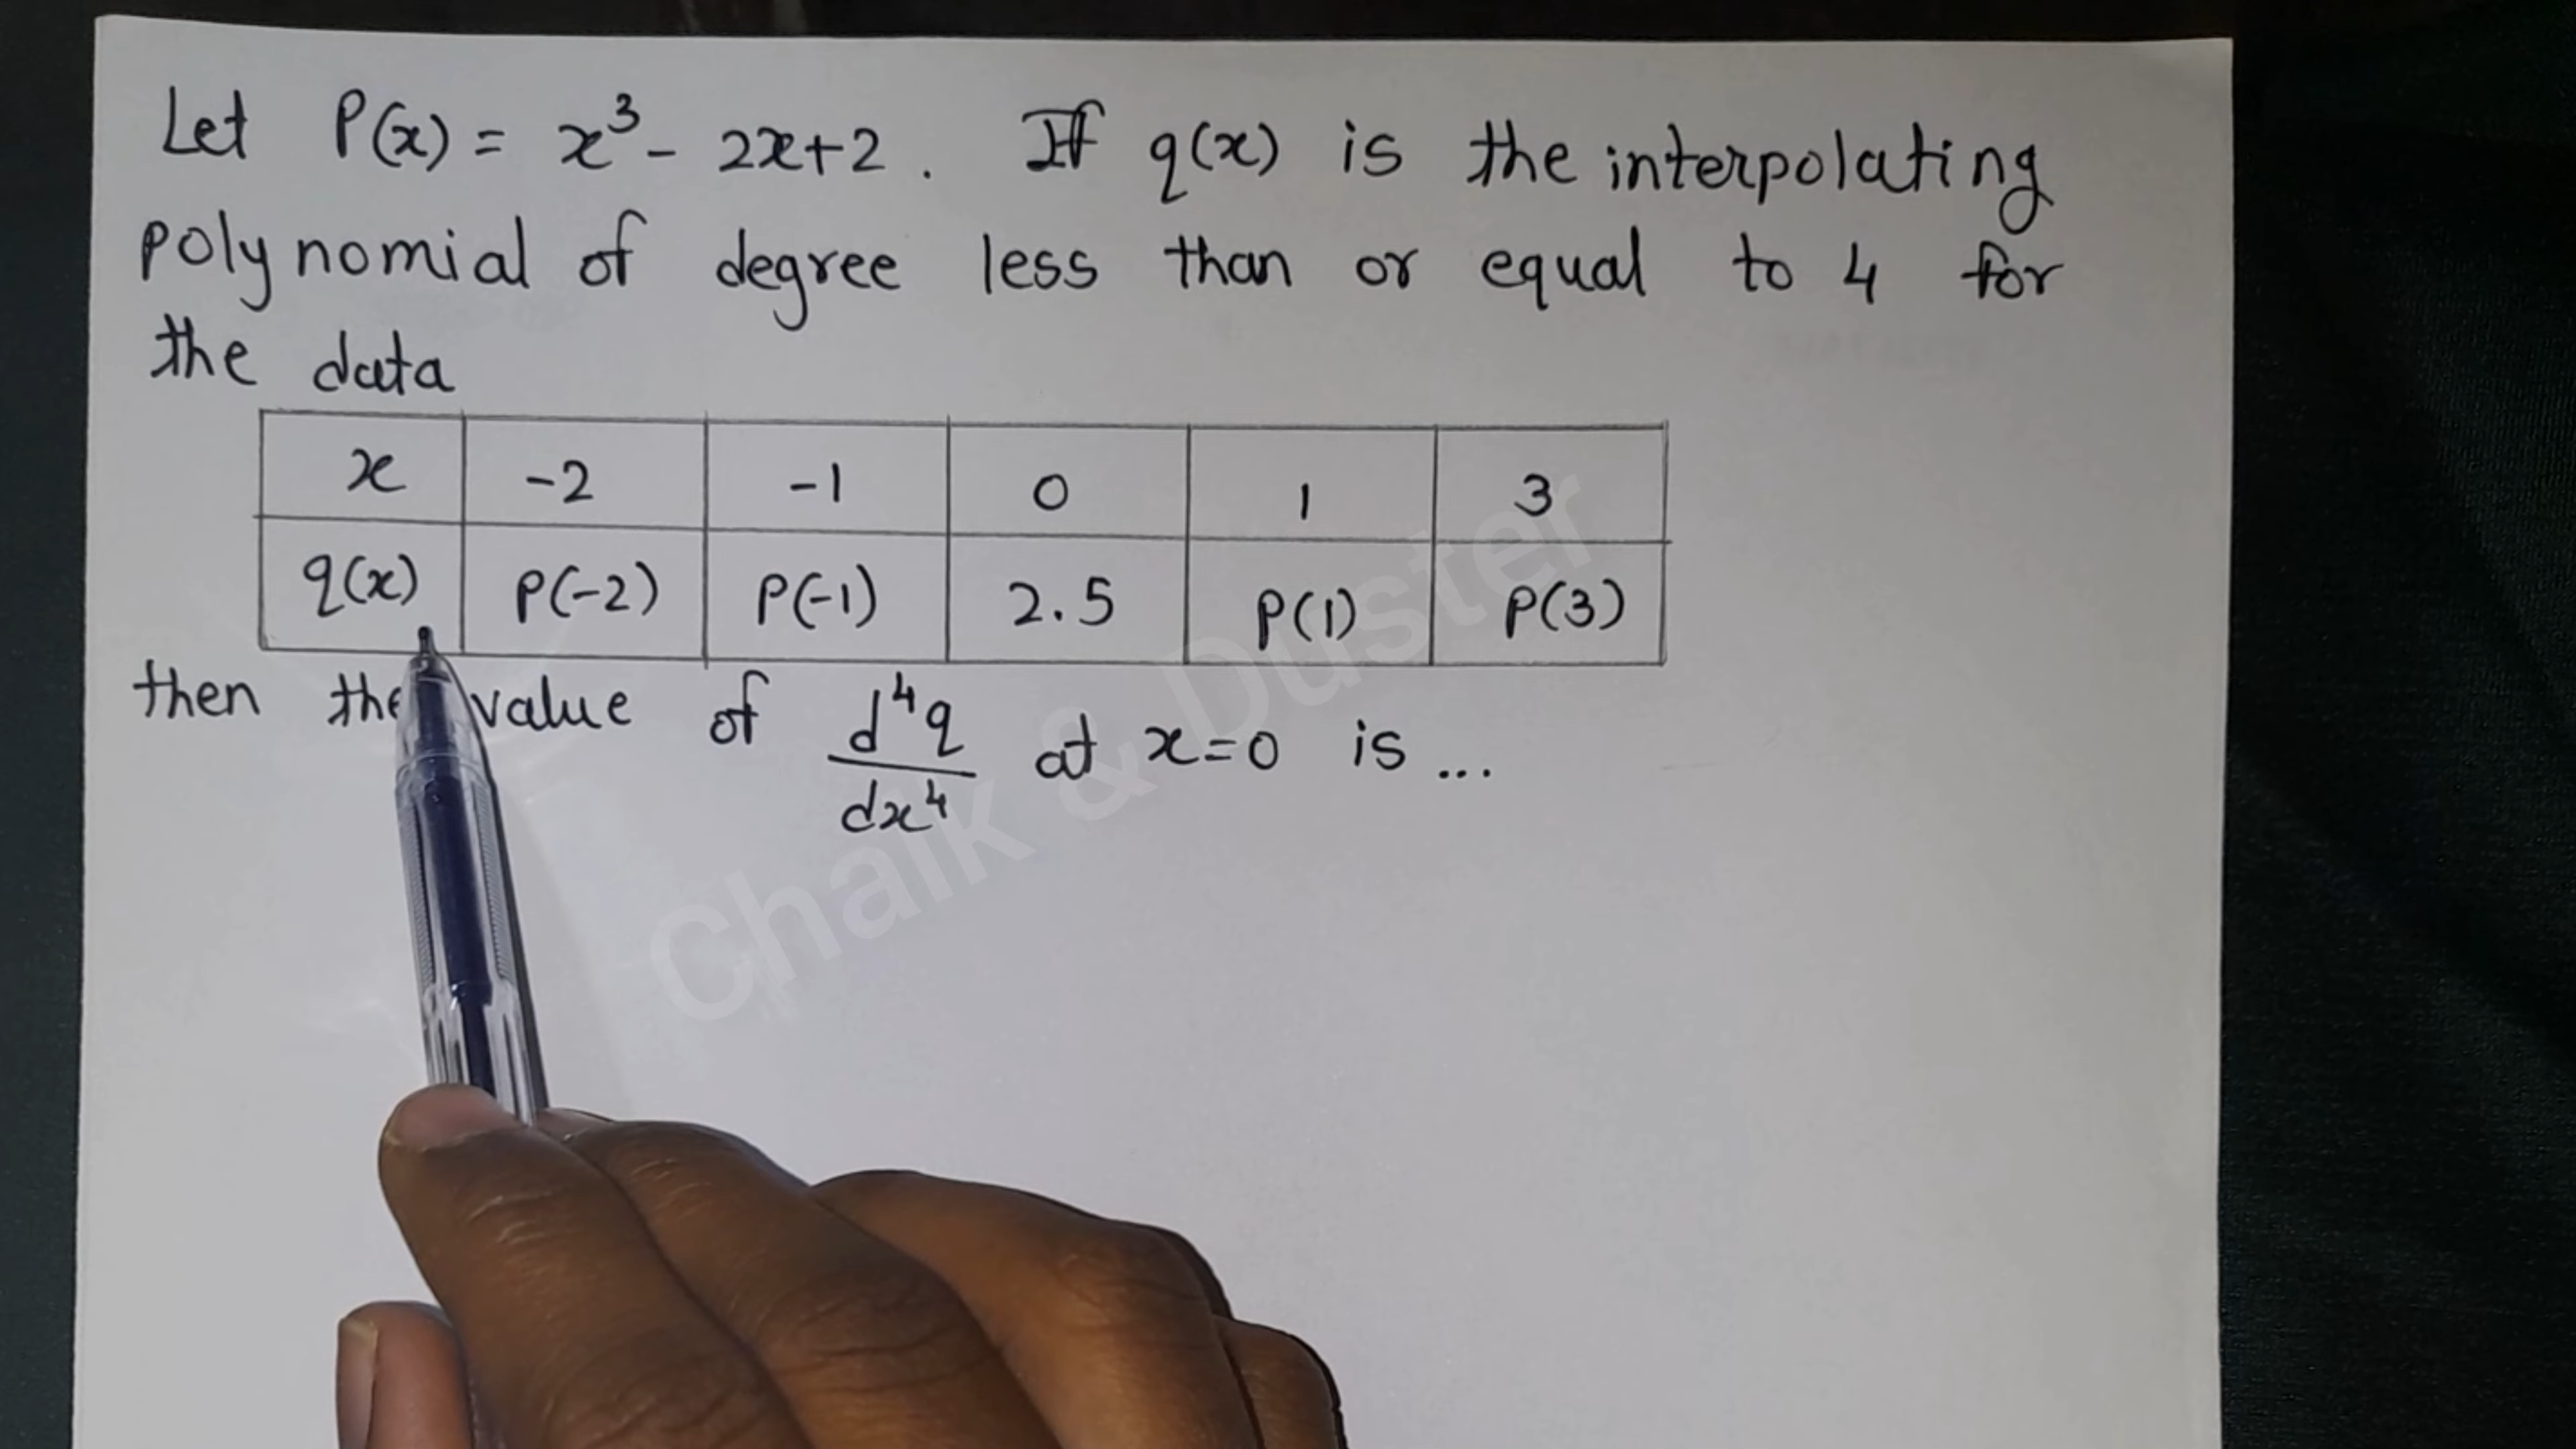 Let P(x) = x³ - 2x+2. If q(x) is the interpolating
polynomial of degree less than or equal to 4 for
the data
x -2 -1 0 1 3
q(x) P(-2) P(-1) 2.5 P(1) P(3)
then the value of d⁴q/dx⁴ at x=0 is ...
Chalk & Duster